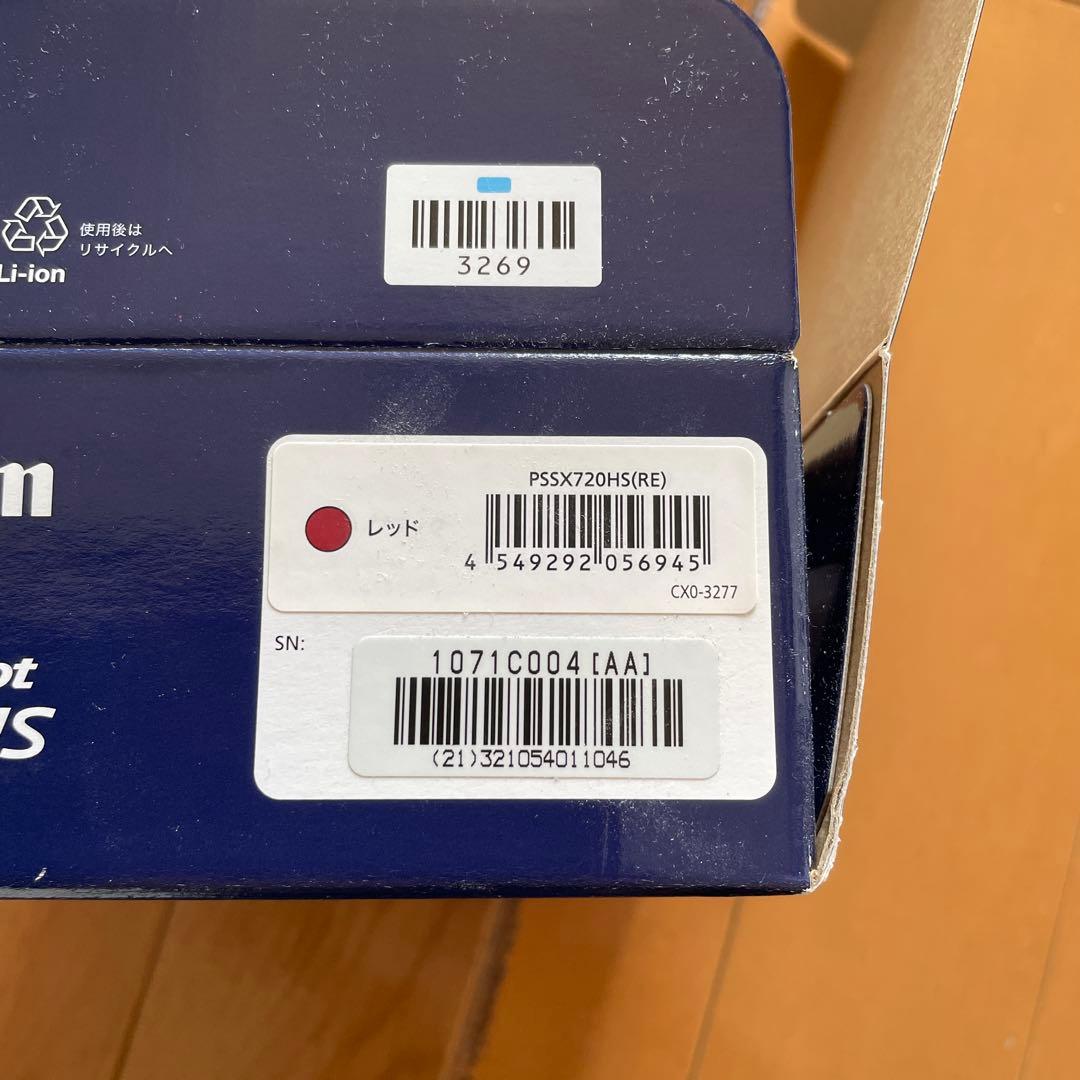 使用後は
リサイクルへ
Li-ion
3269
m
PSSX720HS(RE)
レッド
4 549292 056945
CX0-3277
SN:
1071C004[AA]
(21)321054011046
ot
HS